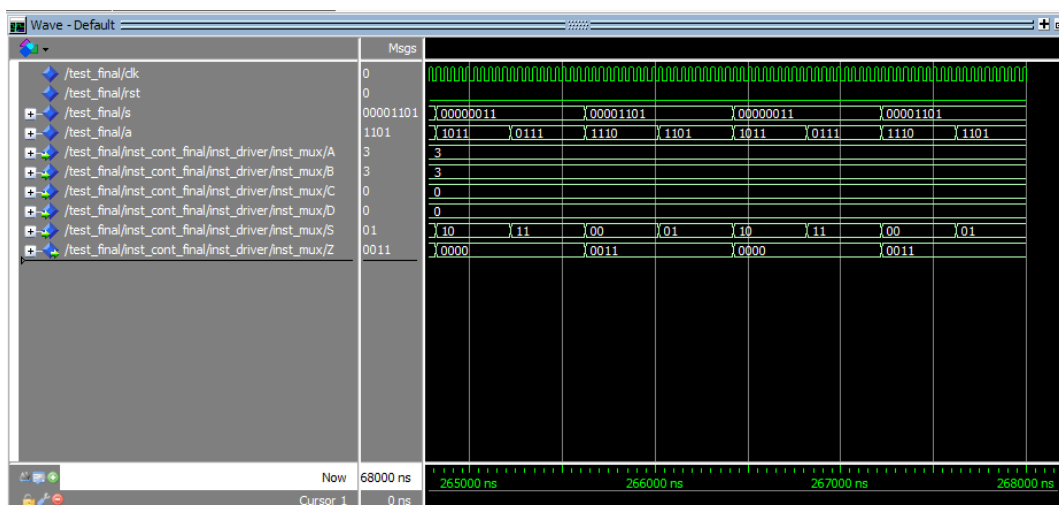 Wave - Default
Msgs
/test_final/clk 0
/test_final/rst 0
/test_final/s 00001101 00000011 00001101 00000011 00001101
/test_final/a 1101 1011 0111 1110 1101 1011 0111 1110 1101
/test_final/inst_cont_final/inst_driver/inst_mux/A 3 3
/test_final/inst_cont_final/inst_driver/inst_mux/B 3 3
/test_final/inst_cont_final/inst_driver/inst_mux/C 0 0
/test_final/inst_cont_final/inst_driver/inst_mux/D 0 0
/test_final/inst_cont_final/inst_driver/inst_mux/S 01 10 11 00 01 10 11 00 01
/test_final/inst_cont_final/inst_driver/inst_mux/Z 0011 0000 0011 0000 0011
Now 68000 ns
265000 ns 266000 ns 267000 ns 268000 ns
Cursor 1 0 ns